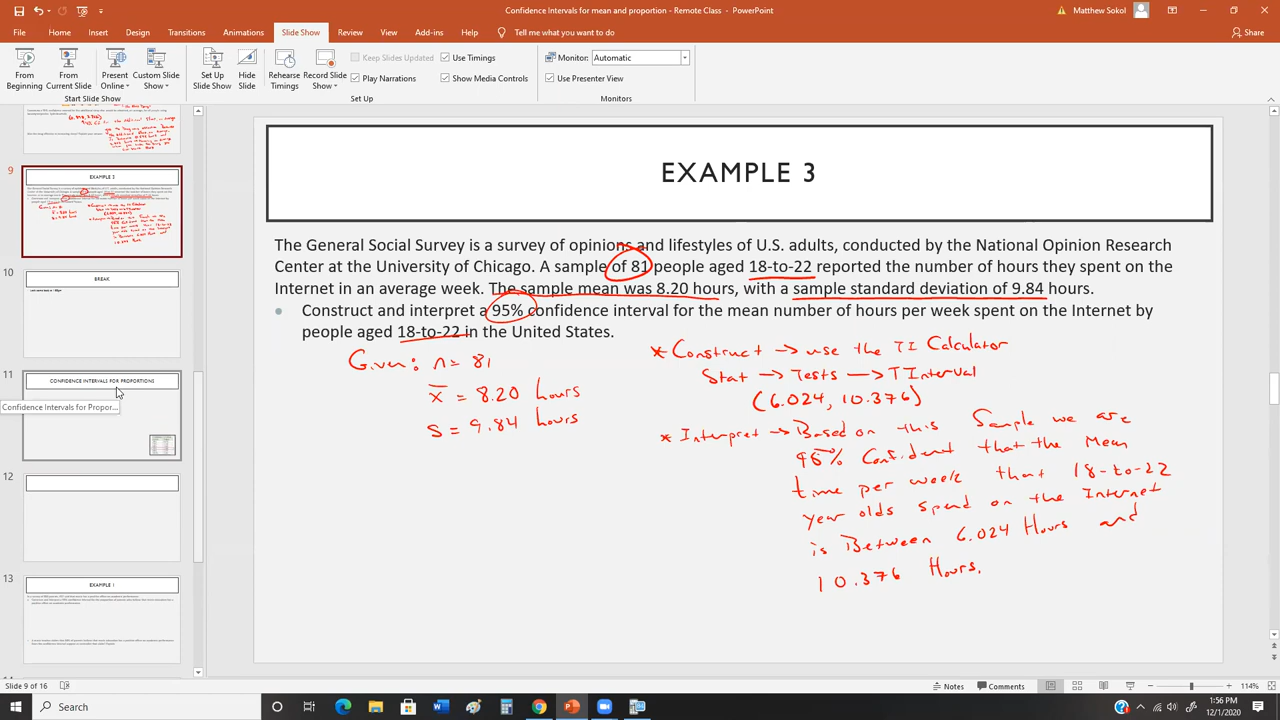 Confidence Intervals for mean and proportion - Remote Class - PowerPoint
Matthew Sokol
File Home Insert Design Transitions Animations Slide Show Review View Add-ins Help Tell me what you want to do
Share
From Beginning
From Current Slide
Present Online
Custom Slide Show
Start Slide Show
Set Up Slide Show
Hide Slide
Rehearse Timings
Record Slide Show
Keep Slides Updated
Play Narrations
Use Timings
Show Media Controls
Set Up
Monitor: Automatic
Use Presenter View
Monitors
9
EXAMPLE 3
10
BREAK
11
CONFIDENCE INTERVALS FOR PROPORTIONS
Confidence Intervals for Propor...
12
13
EXAMPLE 1
EXAMPLE 3
The General Social Survey is a survey of opinions and lifestyles of U.S. adults, conducted by the National Opinion Research
Center at the University of Chicago. A sample of 81 people aged 18-to-22 reported the number of hours they spent on the
Internet in an average week. The sample mean was 8.20 hours, with a sample standard deviation of 9.84 hours.
Construct and interpret a 95% confidence interval for the mean number of hours per week spent on the Internet by
people aged 18-to-22 in the United States.
Given: n = 81
x̄ = 8.20 hours
s = 9.84 hours
* Construct → use the TI Calculator
Stat → Tests → T Interval
(6.024, 10.376)
* Interpret → Based on this Sample we are
95% Confident that the Mean
time per week that 18-to-22
year olds spend on the Internet
is Between 6.024 Hours and
10.376 Hours.
Slide 9 of 16
Notes
Comments
114%
Search
1:56 PM
12/1/2020